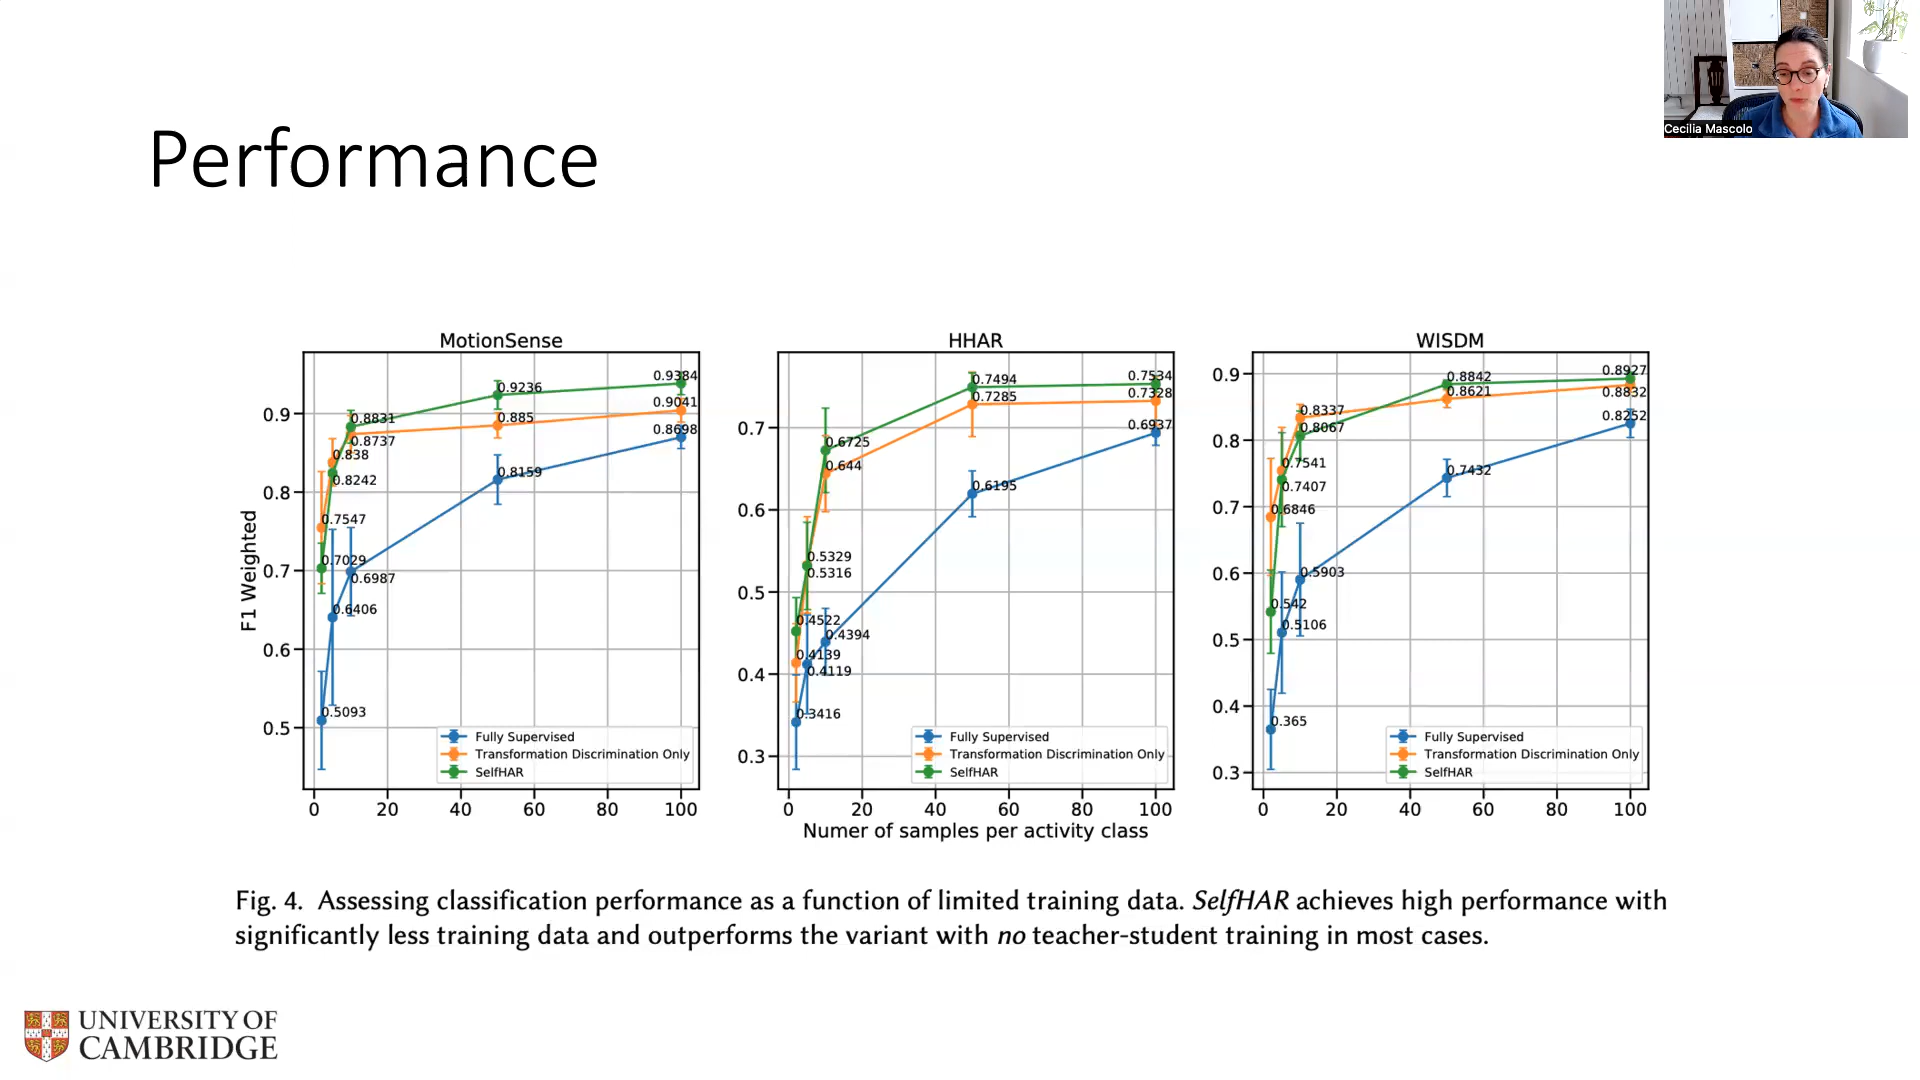 Cecilia Mascolo
Performance
MotionSense
0.9384
0.9236
0.9041
0.885
0.8831
0.8737
0.8698
0.838
0.8242
0.8159
0.7547
0.7029
0.6987
0.6406
0.5093
0.9
0.8
0.7
0.6
0.5
F1 Weighted
Fully Supervised
Transformation Discrimination Only
SelfHAR
0 20 40 60 80 100
HHAR
0.7534
0.7494
0.7328
0.7285
0.6937
0.6725
0.644
0.6195
0.5329
0.5316
0.4522
0.4394
0.4139
0.4119
0.3416
0.7
0.6
0.5
0.4
0.3
Fully Supervised
Transformation Discrimination Only
SelfHAR
0 20 40 60 80 100
Numer of samples per activity class
WISDM
0.8927
0.8842
0.8832
0.8621
0.8337
0.8252
0.8067
0.7541
0.7432
0.7407
0.6846
0.5903
0.542
0.5106
0.365
0.9
0.8
0.7
0.6
0.5
0.4
0.3
Fully Supervised
Transformation Discrimination Only
SelfHAR
0 20 40 60 80 100
Fig. 4. Assessing classification performance as a function of limited training data. SelfHAR achieves high performance with
significantly less training data and outperforms the variant with no teacher-student training in most cases.
UNIVERSITY OF
CAMBRIDGE